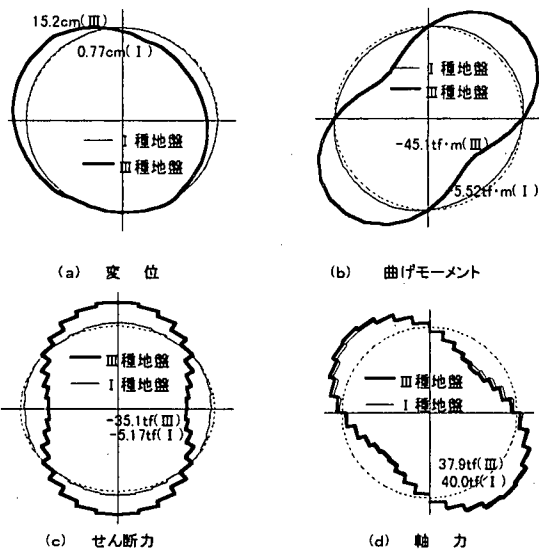 15.2cm(Ⅲ)
0.77cm(Ⅰ)
Ⅰ種地盤
Ⅲ種地盤
(a) 変 位
Ⅰ種地盤
Ⅲ種地盤
-45.1tf・m(Ⅲ)
-5.52tf・m(Ⅰ)
(b) 曲げモーメント
Ⅲ種地盤
Ⅰ種地盤
-35.1tf(Ⅲ)
-5.17tf(Ⅰ)
(c) せん断力
Ⅲ種地盤
Ⅰ種地盤
37.9tf(Ⅲ)
40.0tf(Ⅰ)
(d) 軸 力